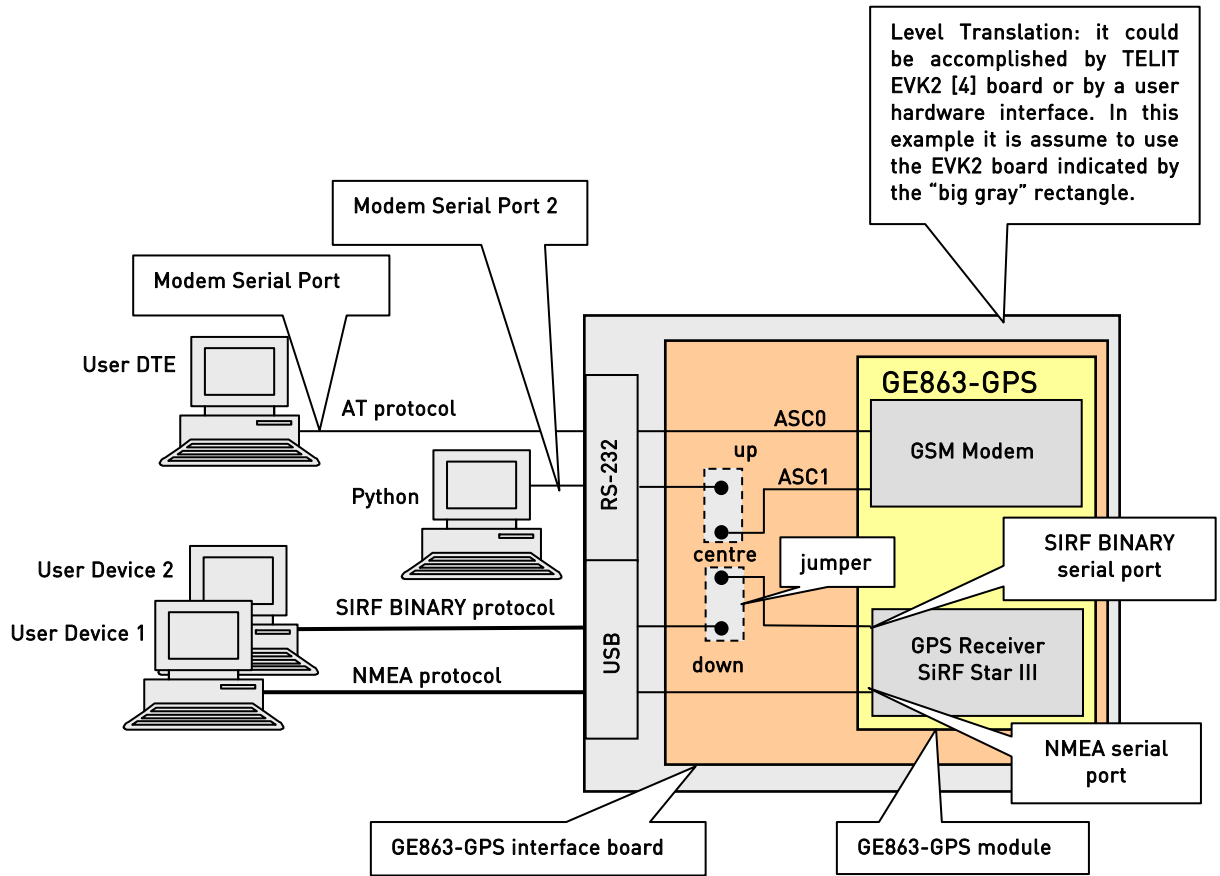 Level Translation: it could
be accomplished by TELIT
EVK2 [4] board or by a user
hardware interface. In this
example it is assume to use
the EVK2 board indicated by
the “big gray” rectangle.
Modem Serial Port 2
Modem Serial Port
User DTE
AT protocol
Python
User Device 2
SIRF BINARY protocol
User Device 1
NMEA protocol
RS-232
USB
GE863-GPS
ASC0
GSM Modem
up
ASC1
centre
jumper
SIRF BINARY
serial port
down
GPS Receiver
SiRF Star III
NMEA serial
port
GE863-GPS interface board
GE863-GPS module